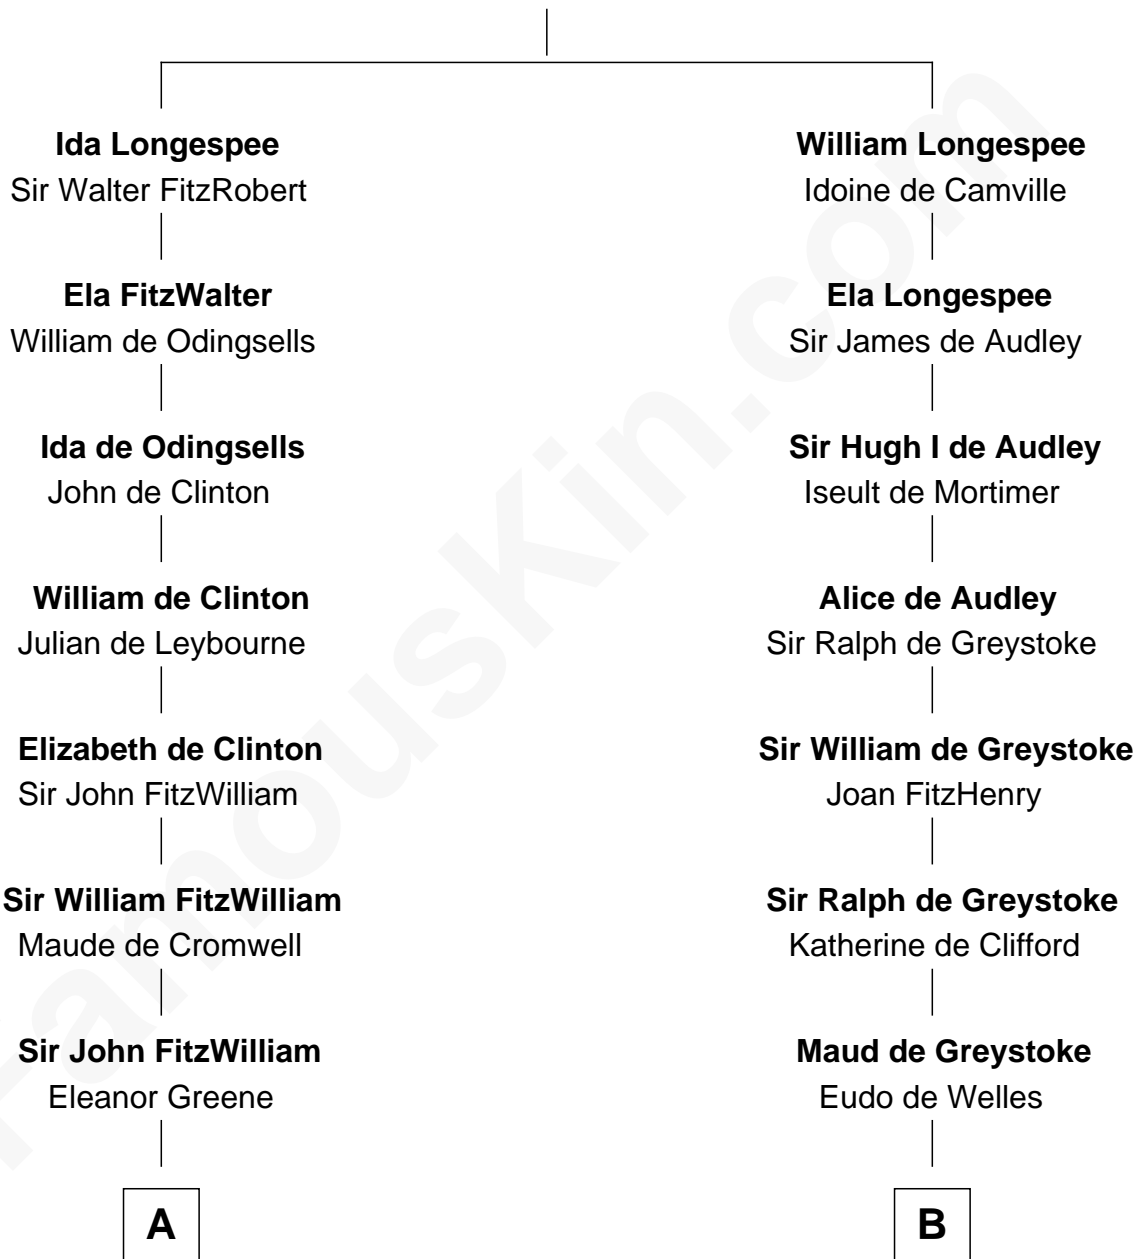 Ida Longespee
Sir Walter FitzRobert
Ela FitzWalter
William de Odingsells
Ida de Odingsells
John de Clinton
William de Clinton
Julian de Leybourne
Elizabeth de Clinton
Sir John FitzWilliam
Sir William FitzWilliam
Maude de Cromwell
Sir John FitzWilliam
Eleanor Greene
A
William Longespee
Idoine de Camville
Ela Longespee
Sir James de Audley
Sir Hugh I de Audley
Iseult de Mortimer
Alice de Audley
Sir Ralph de Greystoke
Sir William de Greystoke
Joan FitzHenry
Sir Ralph de Greystoke
Katherine de Clifford
Maud de Greystoke
Eudo de Welles
B
FamousKin.com